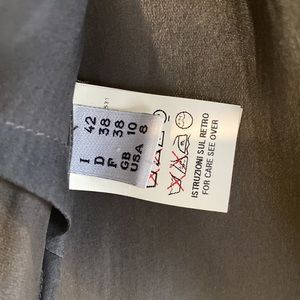 I 42
D 38
F 38
GB 10
USA 8
ISTRUZIONI SUL RETRO
FOR CARE SEE OVER